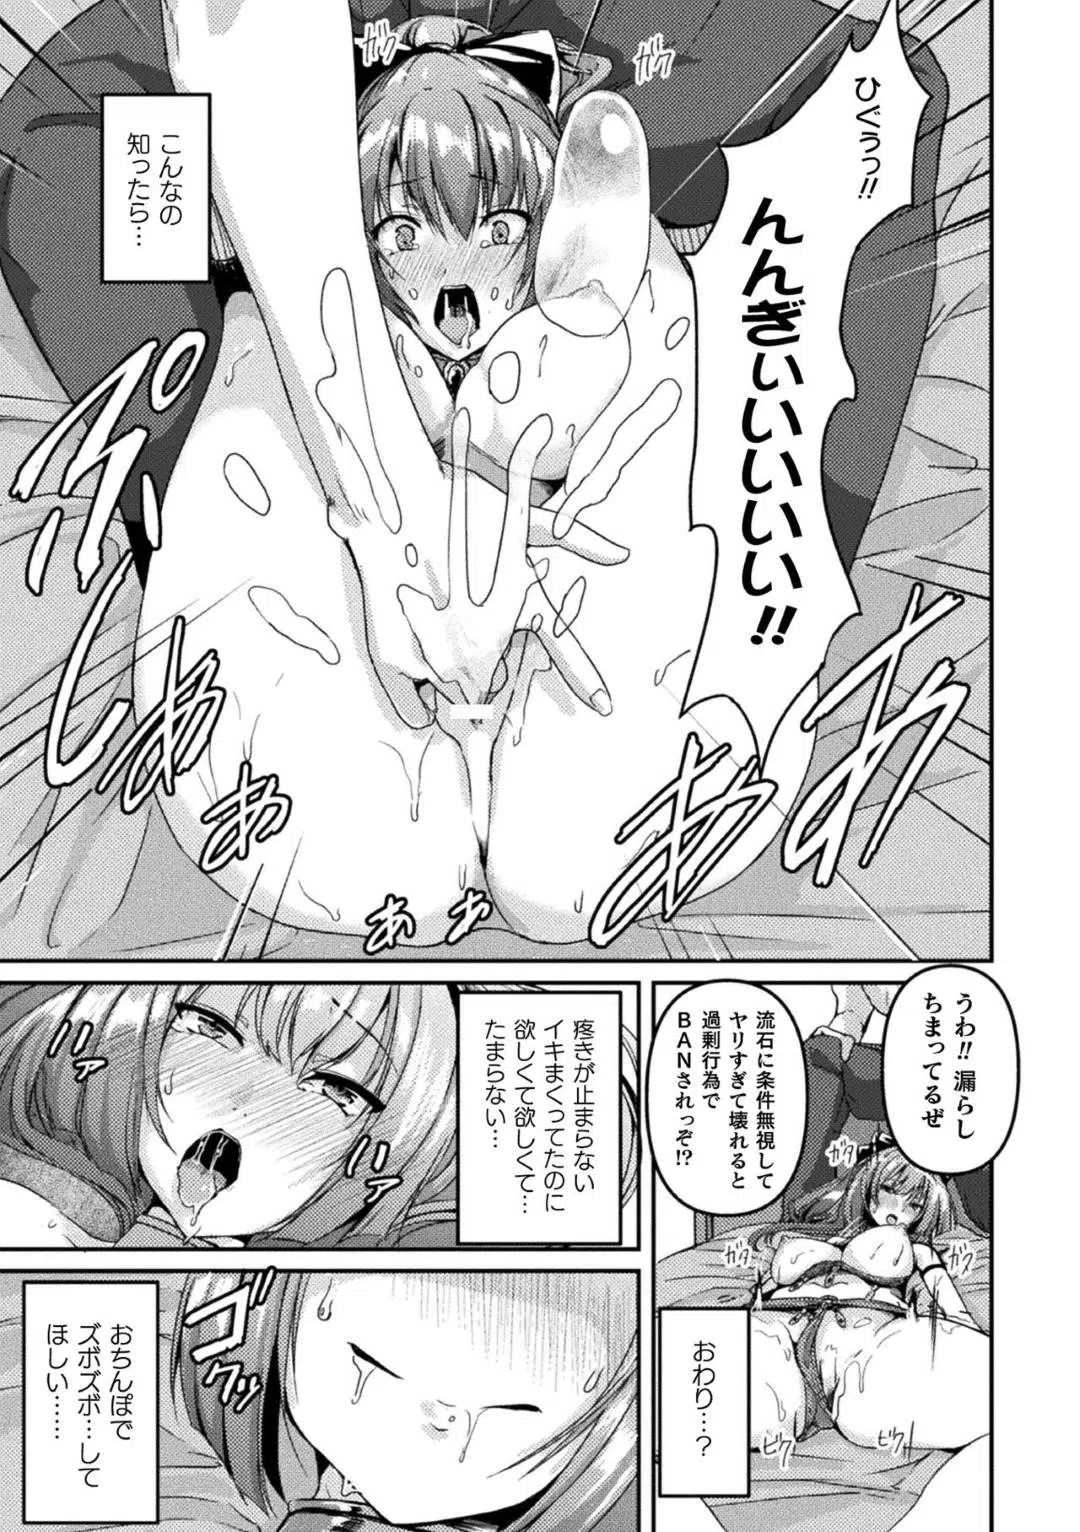 ひぐうっ!!
んんぎぃいいいい!!
ガク
ガク
こんなの
知ったら…
ぷしゃああ
ぁぁ
ああああ
うわ!! 漏らし
ちまってるぜ
流石に条件無視して
ヤリすぎて壊れると
過剰行為で
BANされっぞ!?
ガク
ガタ
ガク
ビク
ビク
おわり…?
疼きが止まらない
イキまくってたのに
欲しくて欲しくて…
たまらない…
ハァ
ハァ
ゴクッ
おちんぽで
ズボズボ…して
ほしい……